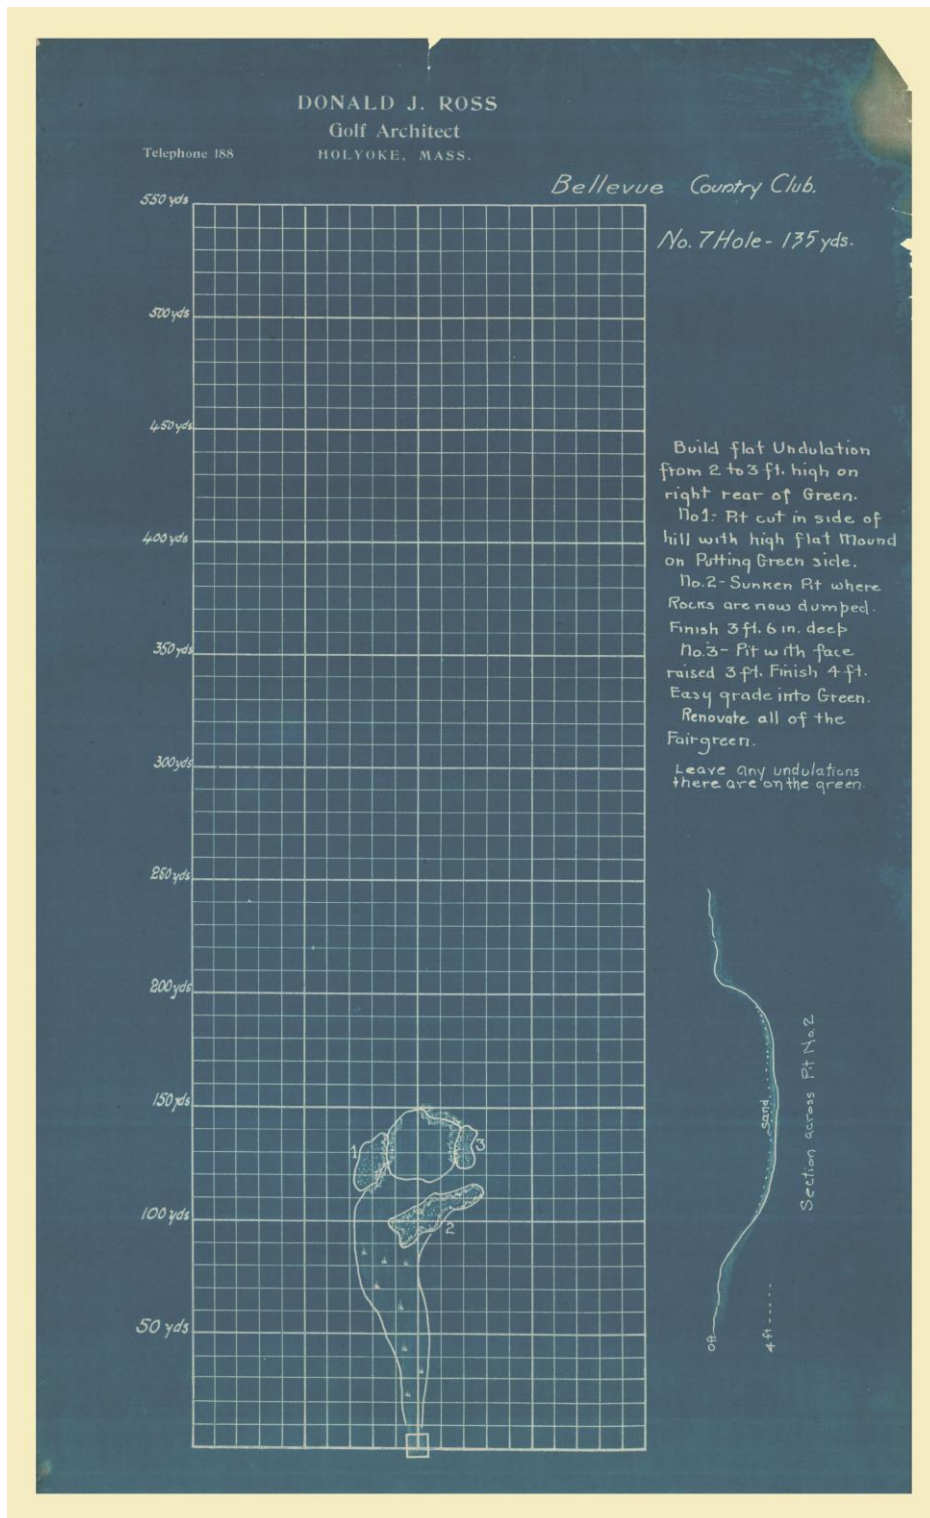 DONALD J. ROSS
Golf Architect
Telephone 188
HOLYOKE, MASS.
Bellevue Country Club.
No. 7 Hole - 135 yds.
550 yds
500 yds
450 yds
400 yds
350 yds
300 yds
250 yds
200 yds
150 yds
100 yds
50 yds
Build flat Undulation
from 2 to 3 ft. high on
right rear of Green.
No1:- Pit cut in side of
hill with high flat Mound
on Putting Green side.
No.2- Sunken Pit where
Rocks are now dumped.
Finish 3 ft. 6 in. deep
No.3- Pit with face
raised 3 ft. Finish 4 ft.
Easy grade into Green.
Renovate all of the
Fairgreen.
Leave any undulations
there are on the green.
1
3
2
Sand
Section across Pit No.2
0ft
4 ft